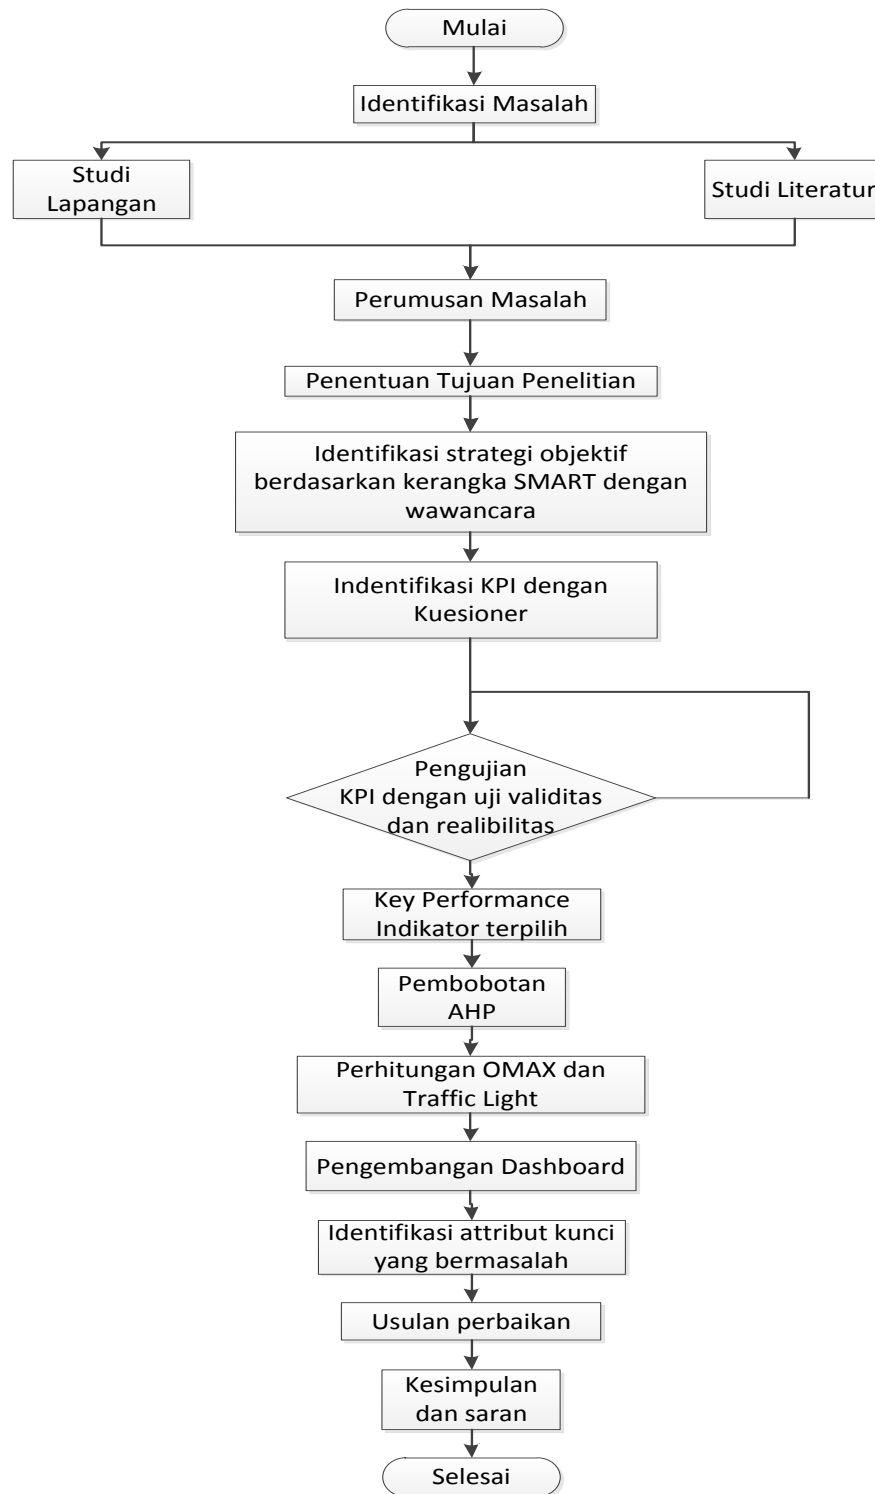 Mulai
Identifikasi Masalah
Studi
Lapangan
Studi Literatur
Perumusan Masalah
Penentuan Tujuan Penelitian
Identifikasi strategi objektif
berdasarkan kerangka SMART dengan
wawancara
Indentifikasi KPI dengan
Kuesioner
Pengujian
KPI dengan uji validitas
dan realibilitas
Key Performance
Indikator terpilih
Pembobotan
AHP
Perhitungan OMAX dan
Traffic Light
Pengembangan Dashboard
Identifikasi attribut kunci
yang bermasalah
Usulan perbaikan
Kesimpulan
dan saran
Selesai